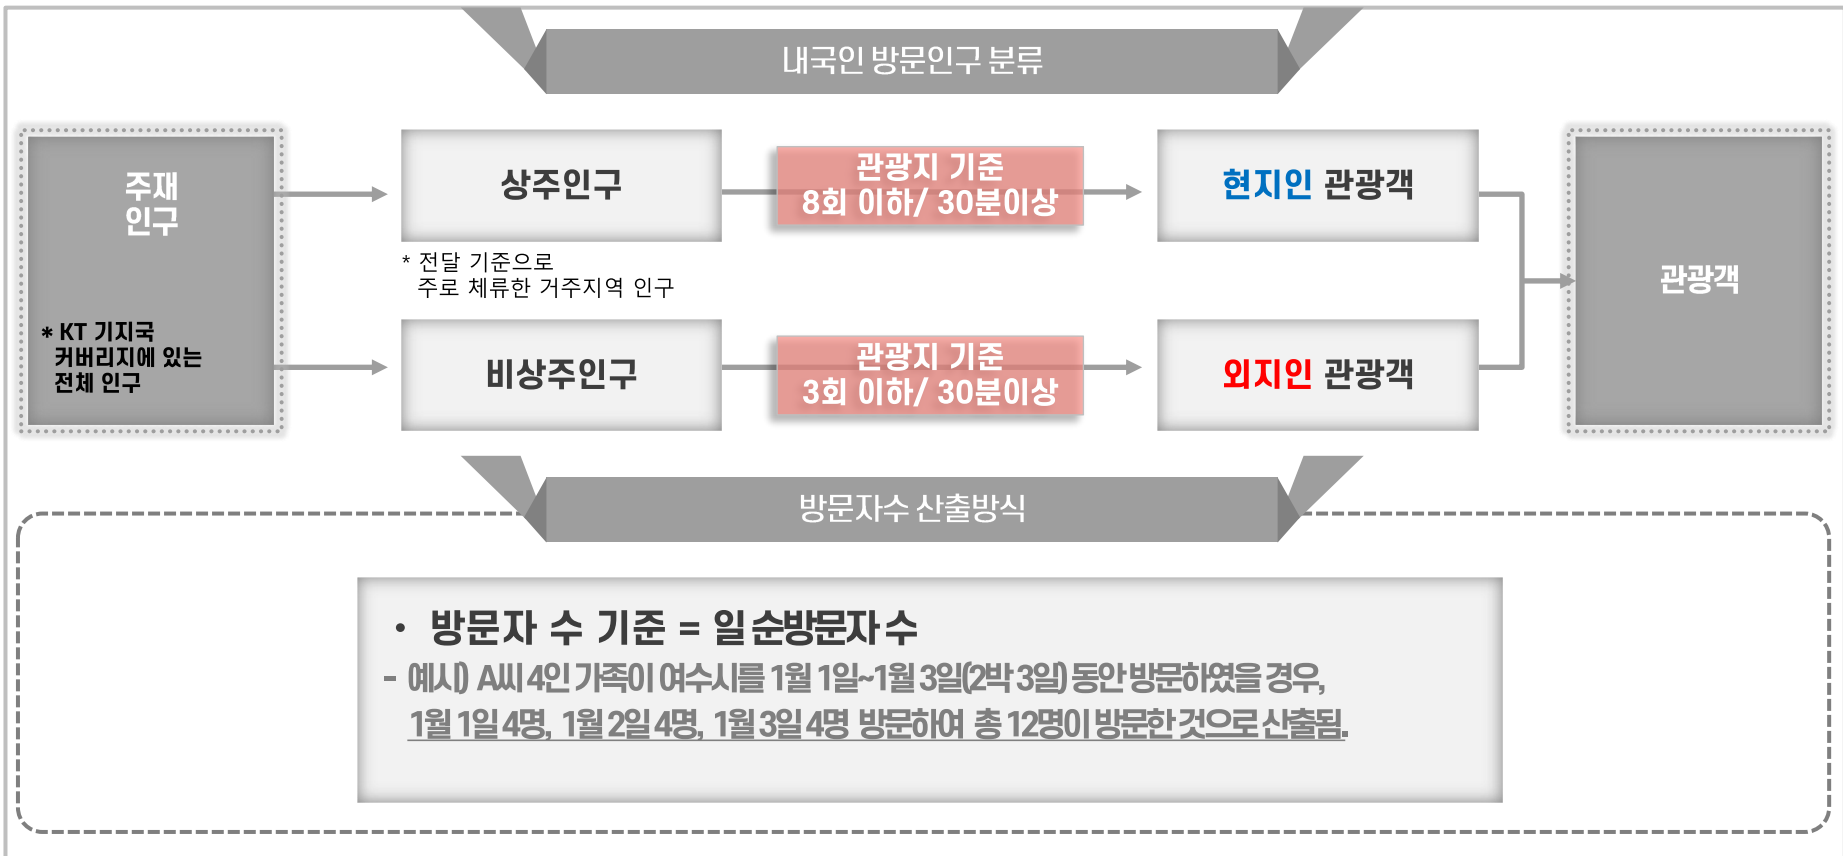 내국인 방문인구 분류
주재
인구
* KT 기지국
커버리지에 있는
전체 인구
상주인구
* 전달 기준으로
주로 체류한 거주지역 인구
관광지 기준
8회 이하/ 30분이상
현지인 관광객
비상주인구
관광지 기준
3회 이하/ 30분이상
외지인 관광객
관광객
방문자수 산출방식
• 방문자 수 기준 = 일 순방문자 수
- 예시) A씨 4인 가족이 여수시를 1월 1일~1월 3일(2박 3일) 동안 방문하였을 경우,
1월 1일 4명, 1월 2일 4명, 1월 3일 4명 방문하여 총 12명이 방문한 것으로 산출됨.